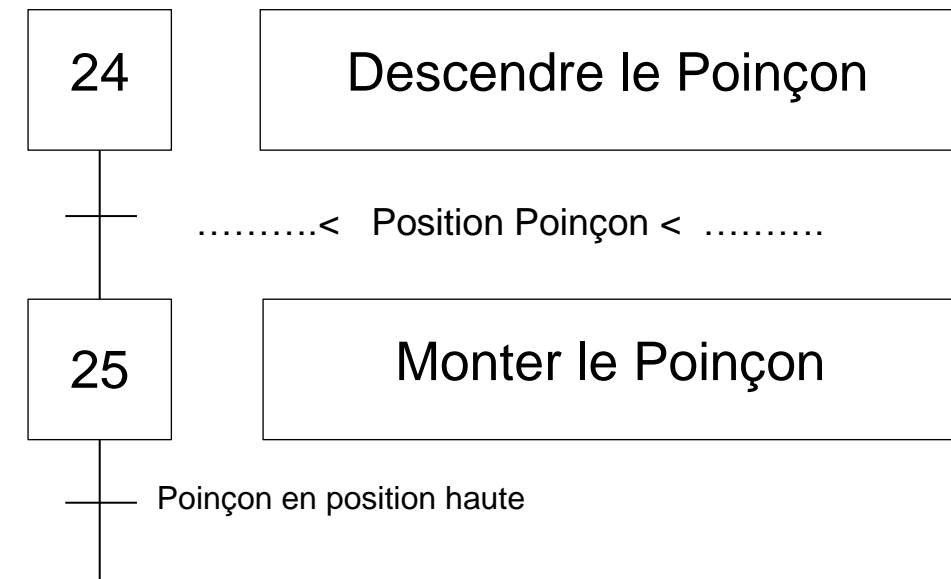 24 Descendre le Poinçon
……….< Position Poinçon < ……….
25 Monter le Poinçon
Poinçon en position haute